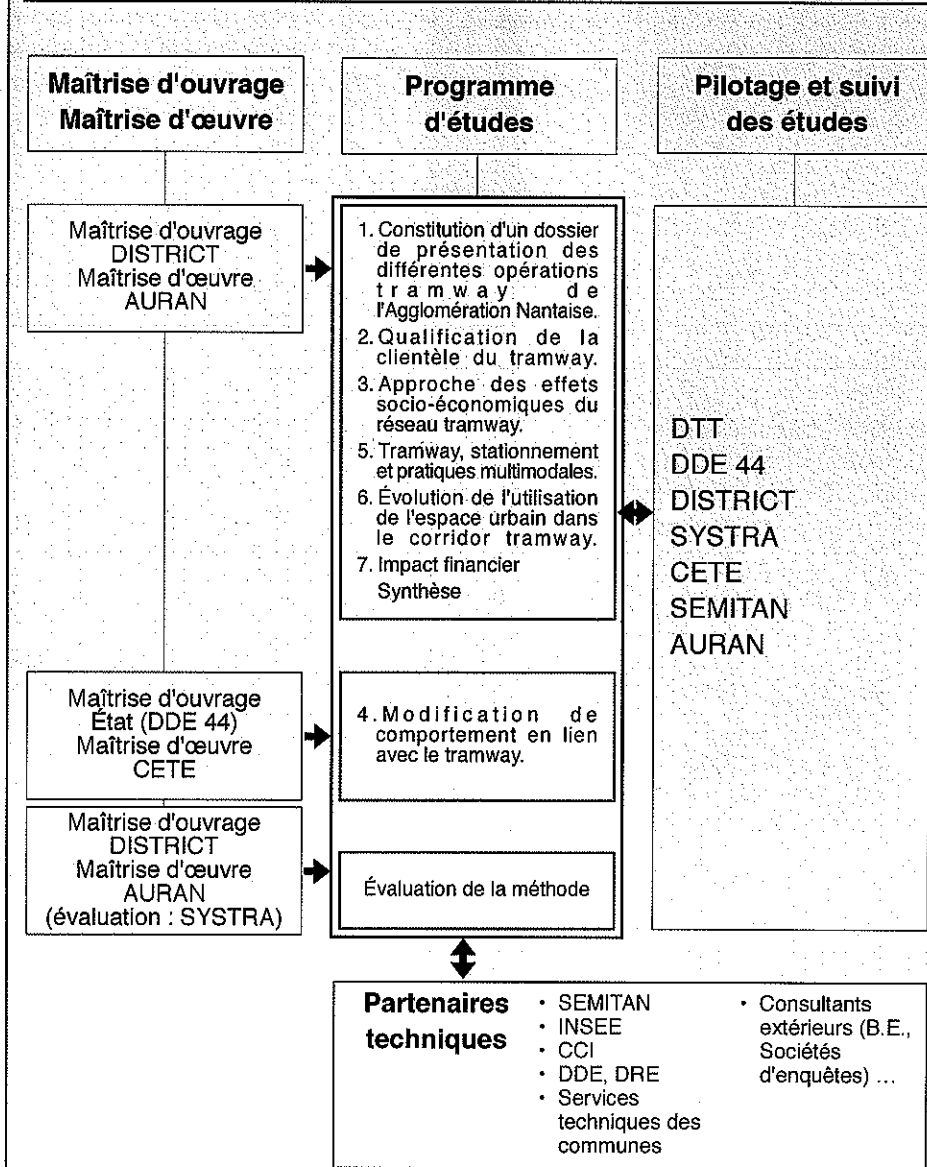 Maîtrise d'ouvrage
Maîtrise d'œuvre
Programme
d'études
Pilotage et suivi
des études
Maîtrise d'ouvrage
DISTRICT
Maîtrise d'œuvre
AURAN
1. Constitution d'un dossier
de présentation des
différentes opérations
tramway de
l'Agglomération Nantaise.
2. Qualification de la
clientèle du tramway.
3. Approche des effets
socio-économiques du
réseau tramway.
5. Tramway, stationnement
et pratiques multimodales.
6. Évolution de l'utilisation
de l'espace urbain dans
le corridor tramway.
7. Impact financier
Synthèse
DTT
DDE 44
DISTRICT
SYSTRA
CETE
SEMITAN
AURAN
Maîtrise d'ouvrage
État (DDE 44)
Maîtrise d'œuvre
CETE
4. Modification de
comportement en lien
avec le tramway.
Maîtrise d'ouvrage
DISTRICT
Maîtrise d'œuvre
AURAN
(évaluation : SYSTRA)
Évaluation de la méthode
Partenaires
techniques
• SEMITAN
• INSEE
• CCI
• DDE, DRE
• Services
techniques des
communes
• Consultants
extérieurs (B.E.,
Sociétés
d'enquêtes) ...